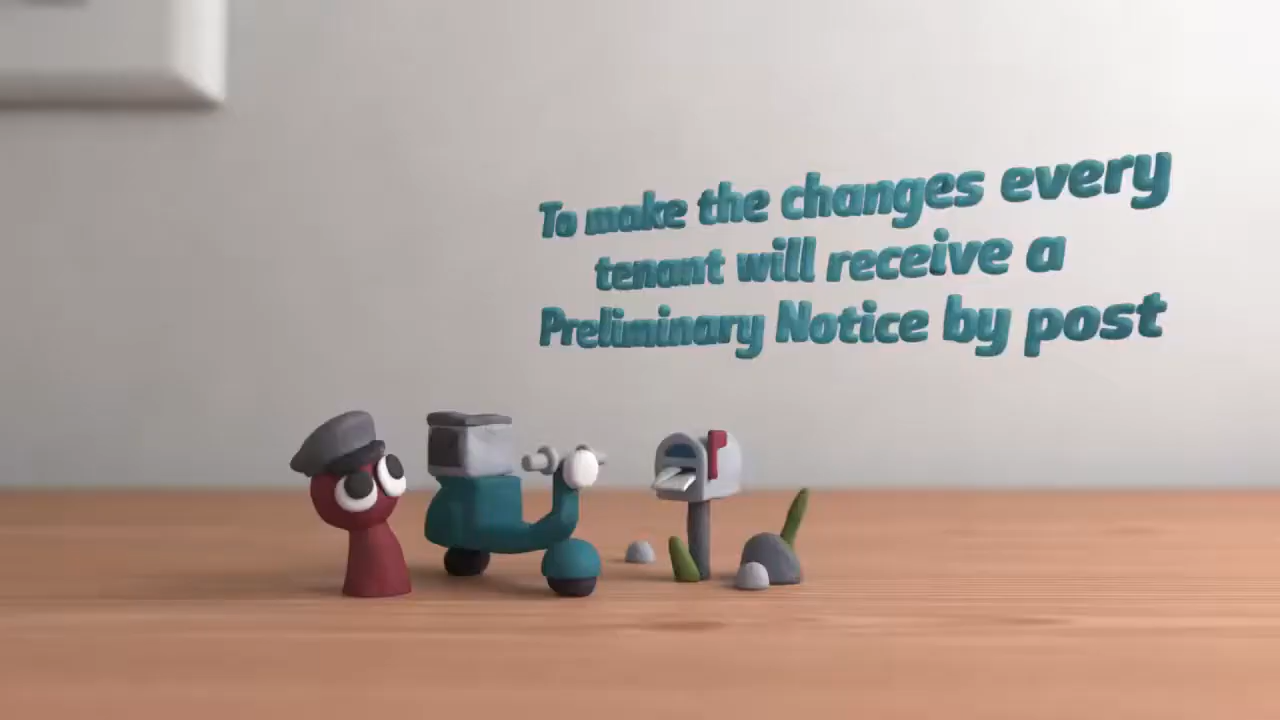 To make the changes every
tenant will receive a
Preliminary Notice by post